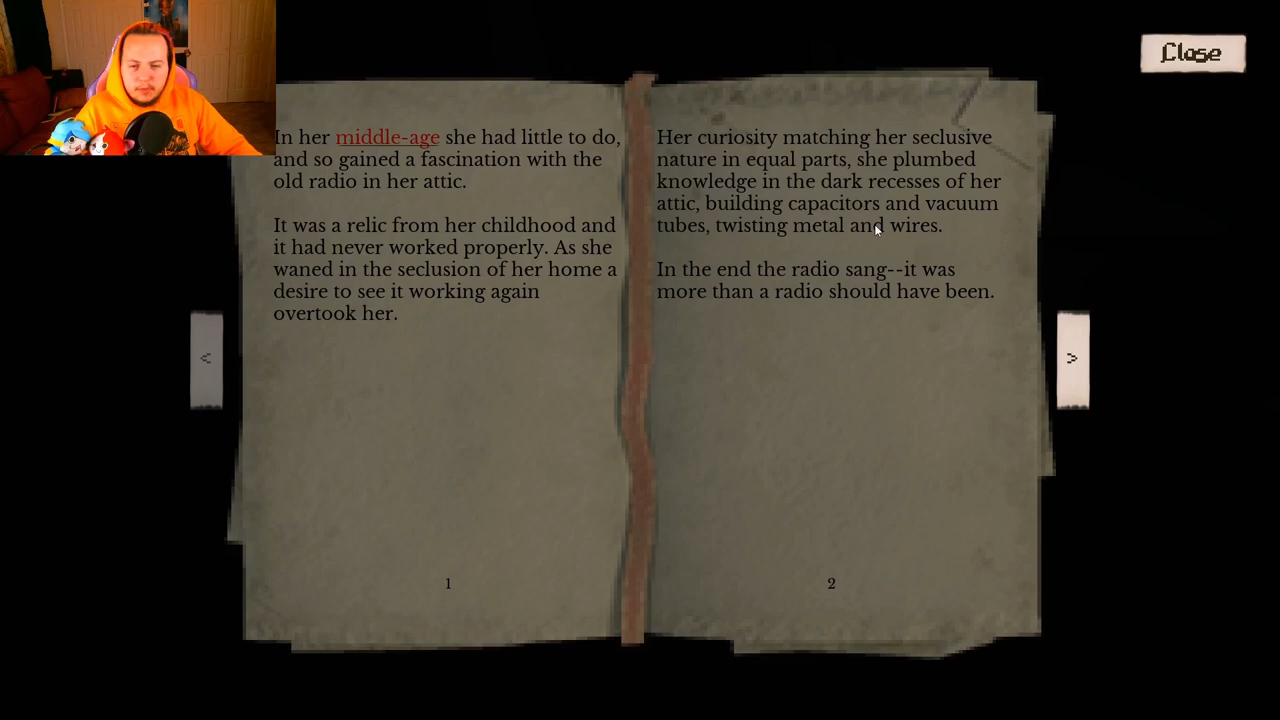 Close
In her middle-age she had little to do,
and so gained a fascination with the
old radio in her attic.
It was a relic from her childhood and
it had never worked properly. As she
waned in the seclusion of her home a
desire to see it working again
overtook her.
1
Her curiosity matching her seclusive
nature in equal parts, she plumbed
knowledge in the dark recesses of her
attic, building capacitors and vacuum
tubes, twisting metal and wires.
In the end the radio sang--it was
more than a radio should have been.
2
<
>